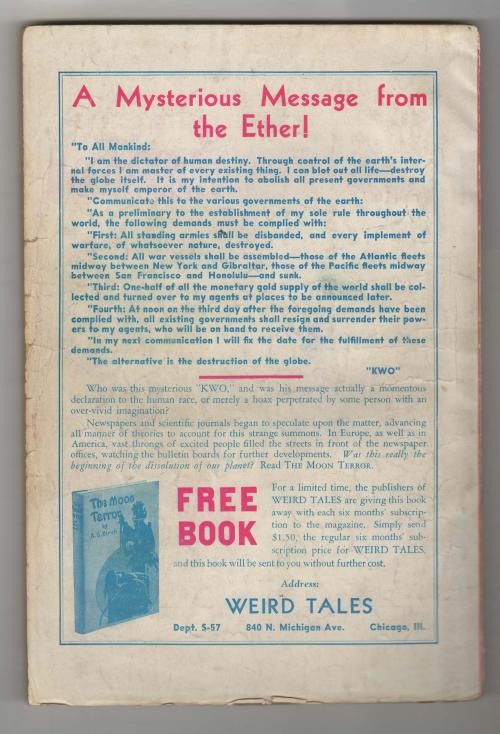 A Mysterious Message from
the Ether!
"To All Mankind:
"I am the dictator of human destiny. Through control of the earth's inter-
nal forces I am master of every existing thing. I can blot out all life—destroy
the globe itself. It is my intention to abolish all present governments and
make myself emperor of the earth.
"Communicate this to the various governments of the earth:
"As a preliminary to the establishment of my sole rule throughout the
world, the following demands must be complied with:
"First: All standing armies shall be disbanded, and every implement of
warfare, of whatsoever nature, destroyed.
"Second: All war vessels shall be assembled—those of the Atlantic fleets
midway between New York and Gibraltar, those of the Pacific fleets midway
between San Francisco and Honolulu—and sunk.
"Third: One-half of all the monetary gold supply of the world shall be col-
lected and turned over to my agents at places to be announced later.
"Fourth: At noon on the third day after the foregoing demands have been
complied with, all existing governments shall resign and surrender their pow-
ers to my agents, who will be on hand to receive them.
"In my next communication I will fix the date for the fulfillment of these
demands.
"The alternative is the destruction of the globe.
"KWO"
Who was this mysterious "KWO," and was his message actually a momentous
declaration to the human race, or merely a hoax perpetrated by some person with an
over-vivid imagination?
Newspapers and scientific journals began to speculate upon the matter, advancing
all manner of theories to account for this strange summons. In Europe, as well as in
America, vast throngs of excited people filled the streets in front of the newspaper
offices, watching the bulletin boards for further developments. Was this really the
beginning of the dissolution of our planet? Read THE MOON TERROR.
The Moon
Terror
by
A. G. Birch
FREE
BOOK
For a limited time, the publishers of
WEIRD TALES are giving this book
away with each six months' subscrip-
tion to the magazine. Simply send
$1.50, the regular six months' sub-
scription price for WEIRD TALES,
and this book will be sent to you without further cost.
Address:
WEIRD TALES
Dept. S-57 840 N. Michigan Ave. Chicago, Ill.